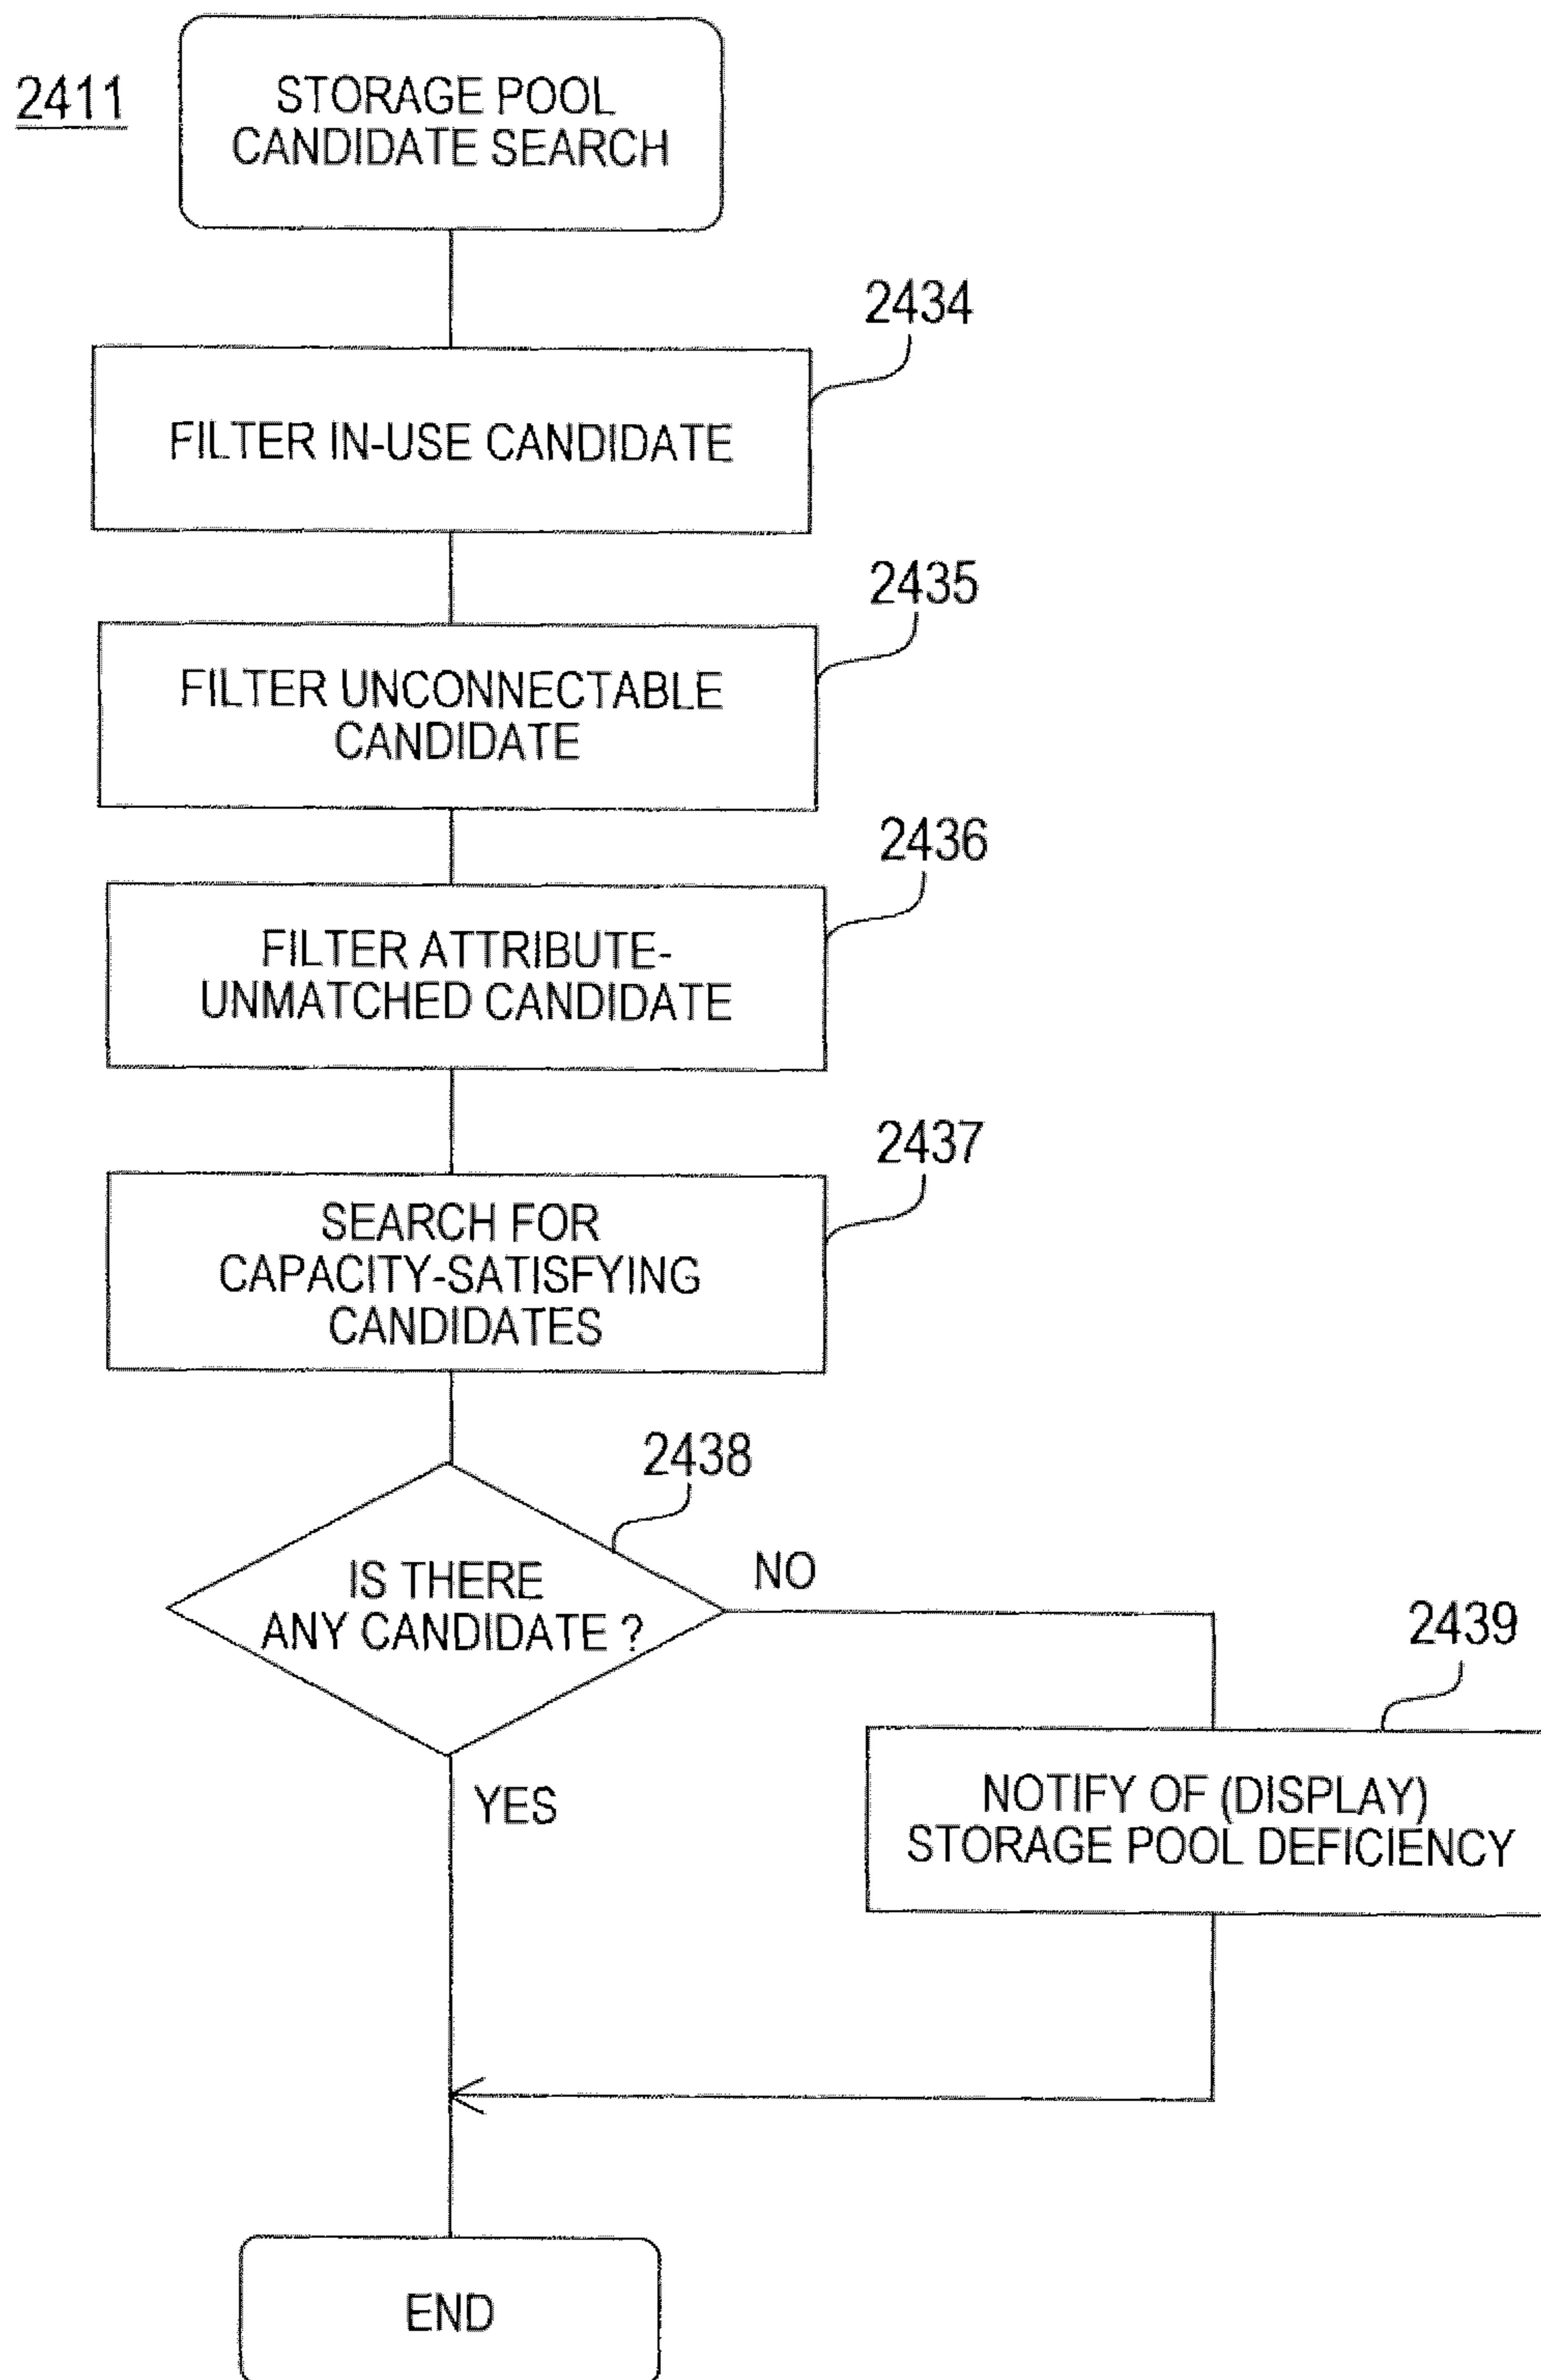 2411
STORAGE POOL
CANDIDATE SEARCH
2434
FILTER IN-USE CANDIDATE
2435
FILTER UNCONNECTABLE
CANDIDATE
2436
FILTER ATTRIBUTE-
UNMATCHED CANDIDATE
2437
SEARCH FOR
CAPACITY-SATISFYING
CANDIDATES
2438
IS THERE
ANY CANDIDATE ?
NO
2439
YES
NOTIFY OF (DISPLAY)
STORAGE POOL DEFICIENCY
END